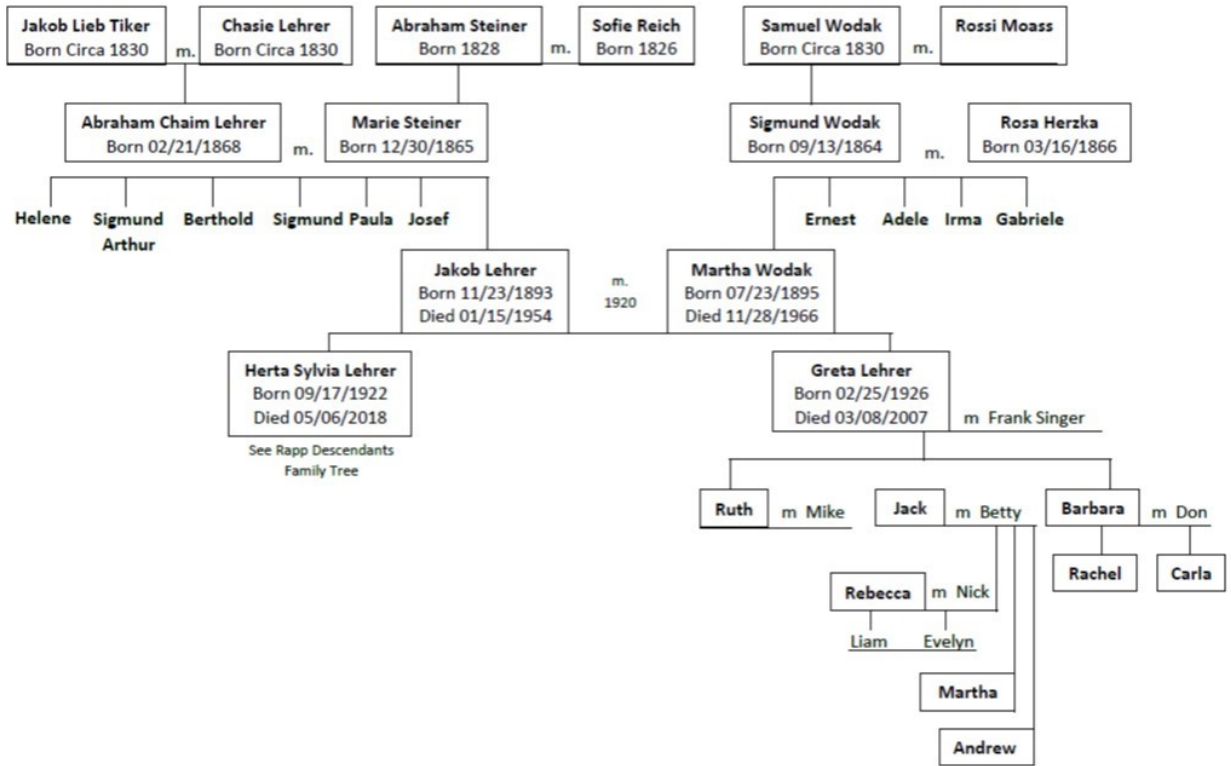 Jakob Lieb Tiker
Born Circa 1830
m.
Chasie Lehrer
Born Circa 1830
Abraham Steiner
Born 1828
m.
Sofie Reich
Born 1826
Samuel Wodak
Born Circa 1830
m.
Rossi Moass
Abraham Chaim Lehrer
Born 02/21/1868
m.
Marie Steiner
Born 12/30/1865
Sigmund Wodak
Born 09/13/1864
m.
Rosa Herzka
Born 03/16/1866
Helene
Sigmund
Arthur
Berthold
Sigmund
Paula
Josef
Ernest
Adele
Irma
Gabriele
Jakob Lehrer
Born 11/23/1893
Died 01/15/1954
m.
1920
Martha Wodak
Born 07/23/1895
Died 11/28/1966
Herta Sylvia Lehrer
Born 09/17/1922
Died 05/06/2018
See Rapp Descendants
Family Tree
Greta Lehrer
Born 02/25/1926
Died 03/08/2007
m Frank Singer
Ruth
m Mike
Jack
m Betty
Barbara
m Don
Rachel
Carla
Rebecca
m Nick
Liam
Evelyn
Martha
Andrew